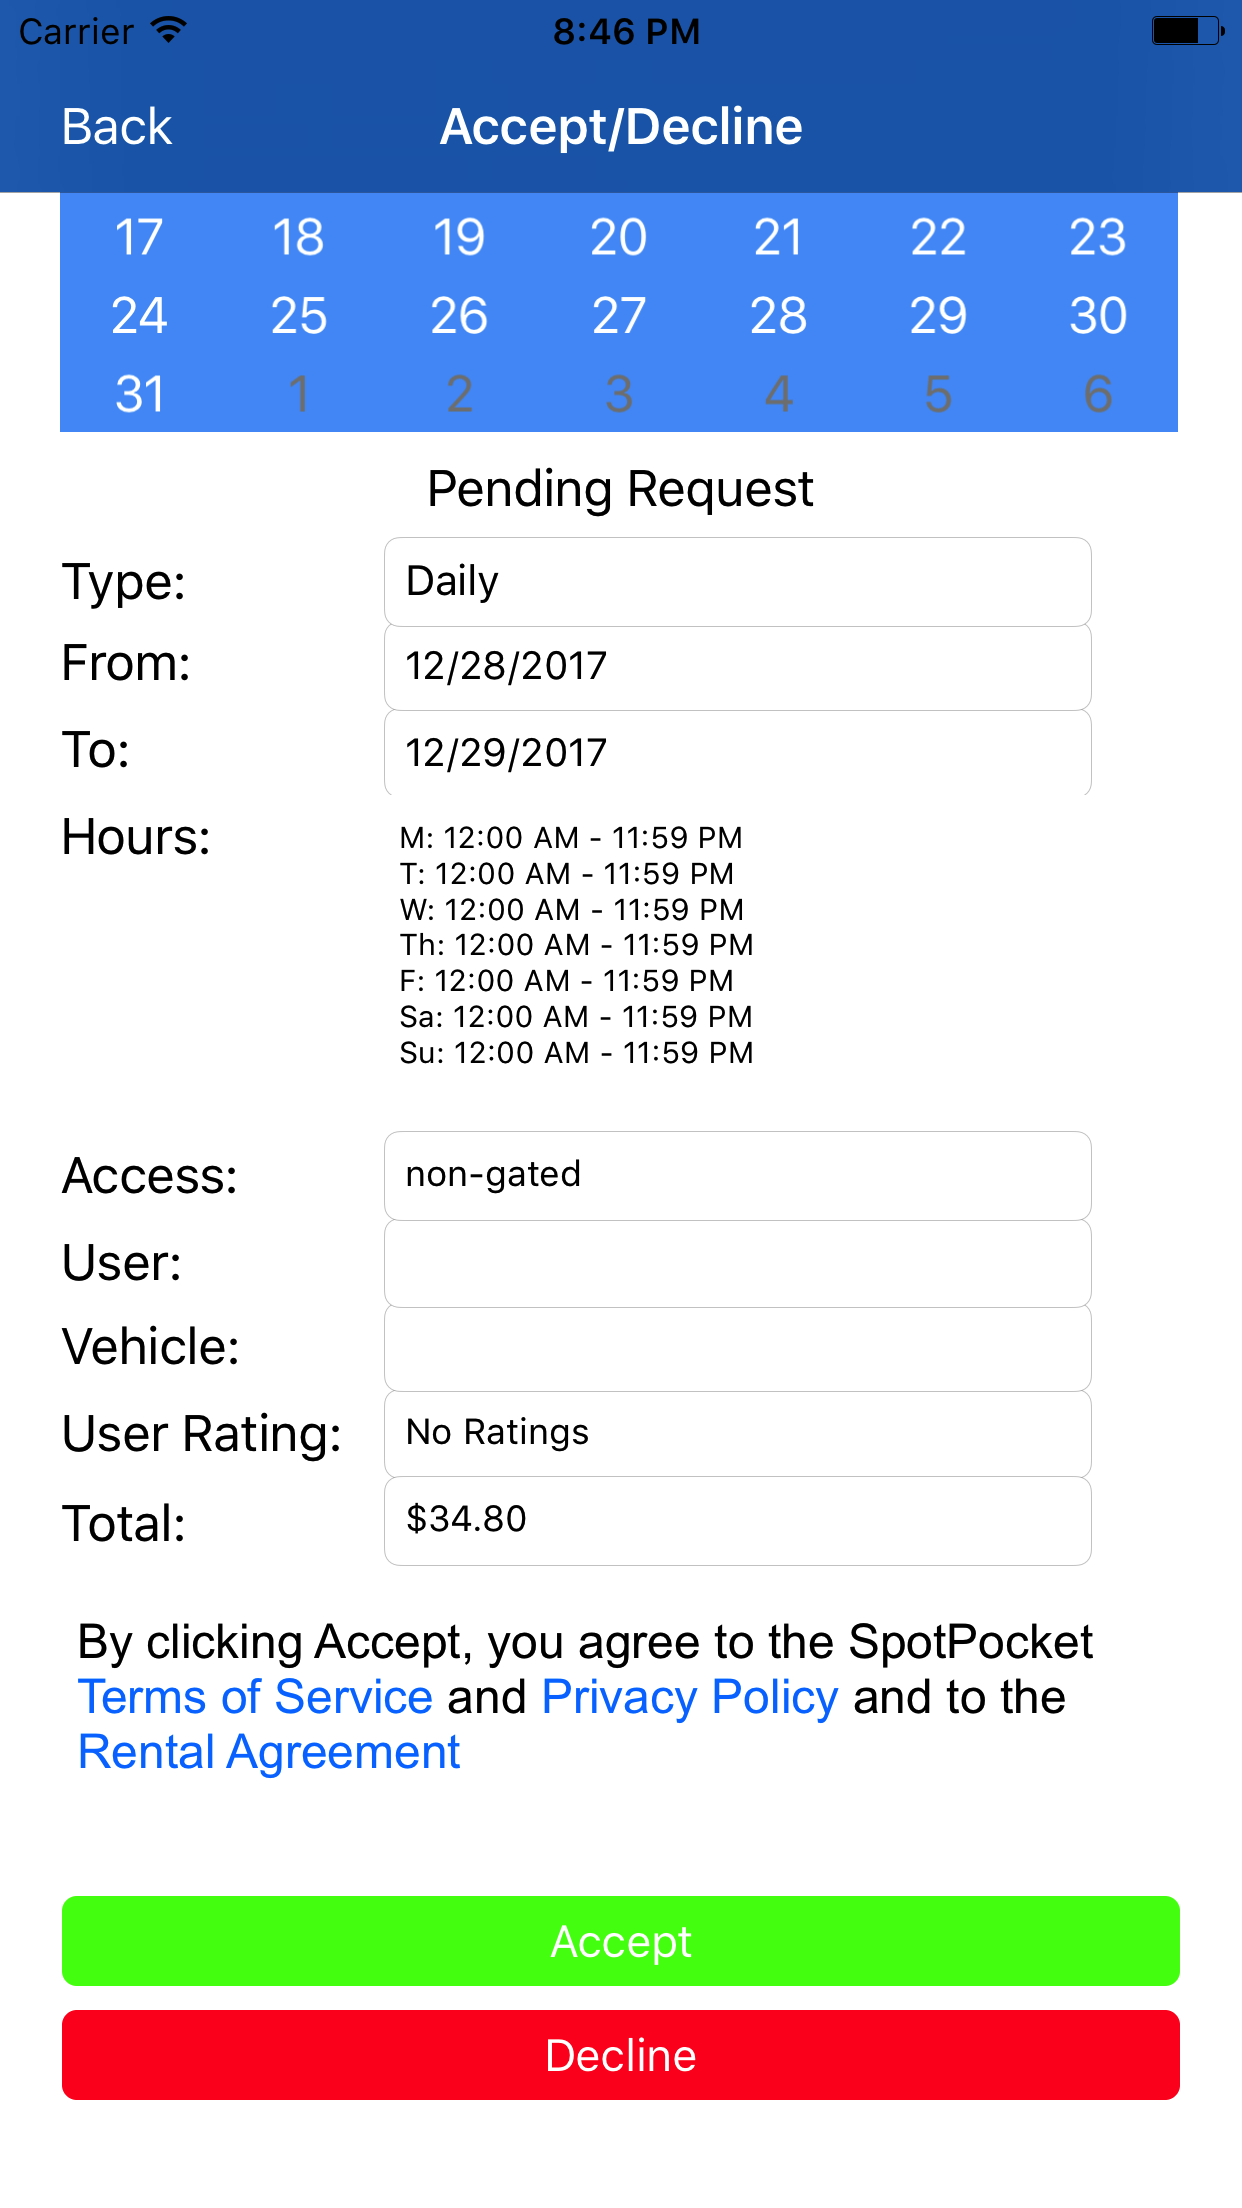 Carrier 8:46 PM
Back Accept/Decline
17 18 19 20 21 22 23
24 25 26 27 28 29 30
31 1 2 3 4 5 6
Pending Request
Type: Daily
From: 12/28/2017
To: 12/29/2017
Hours: M: 12:00 AM - 11:59 PM
T: 12:00 AM - 11:59 PM
W: 12:00 AM - 11:59 PM
Th: 12:00 AM - 11:59 PM
F: 12:00 AM - 11:59 PM
Sa: 12:00 AM - 11:59 PM
Su: 12:00 AM - 11:59 PM
Access: non-gated
User:
Vehicle:
User Rating: No Ratings
Total: $34.80
By clicking Accept, you agree to the SpotPocket
Terms of Service and Privacy Policy and to the
Rental Agreement
Accept
Decline